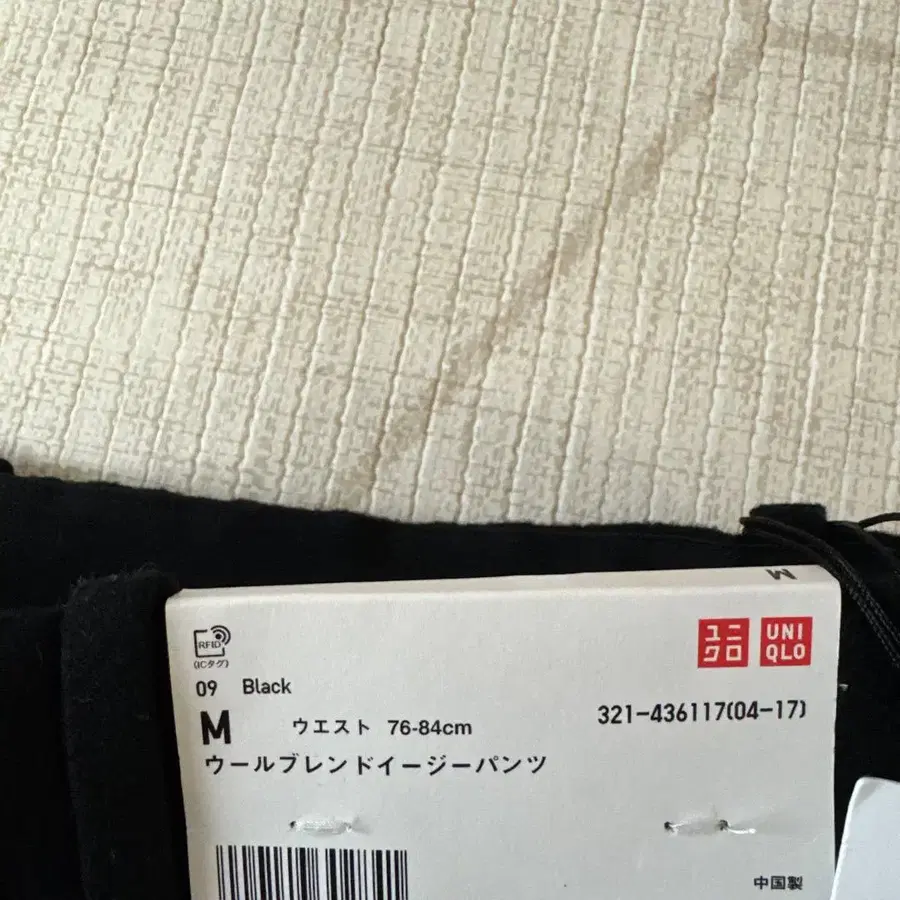 M
ユニ
クロ
UNI
QLO
RFID
(ICタグ)
09 Black
M ウエスト 76-84cm
321-436117(04-17)
ウールブレンドイージーパンツ
中国製